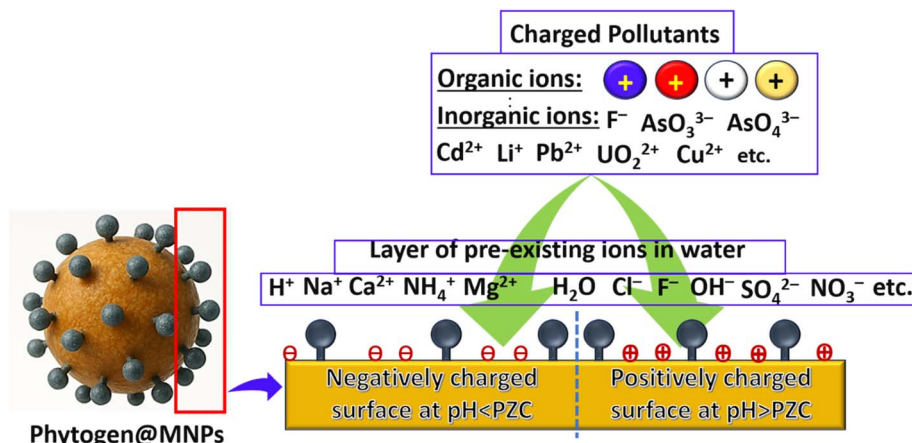 Charged Pollutants
Organic ions: + + + +
Inorganic ions: F⁻ AsO₃³⁻ AsO₄³⁻
Cd²⁺ Li⁺ Pb²⁺ UO₂²⁺ Cu²⁺ etc.
Layer of pre-existing ions in water
H⁺ Na⁺ Ca²⁺ NH₄⁺ Mg²⁺ H₂O Cl⁻ F⁻ OH⁻ SO₄²⁻ NO₃⁻ etc.
Negatively charged
surface at pH<PZC
Positively charged
surface at pH>PZC
Phytogen@MNPs